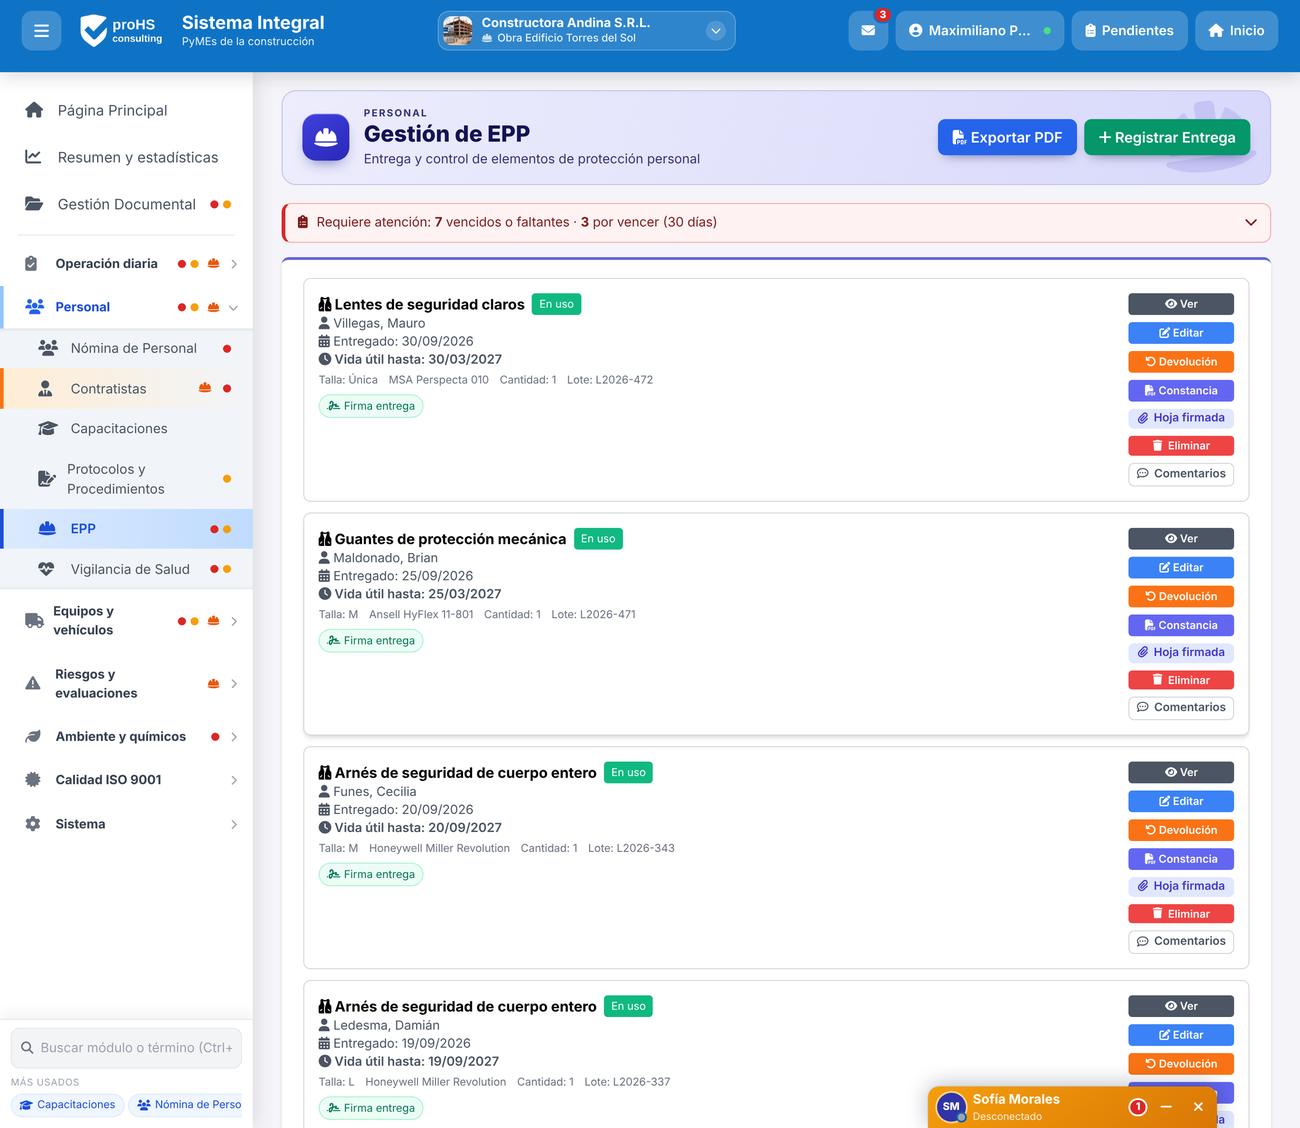 proHS
consulting
Sistema Integral
PyMEs de la construcción
Constructora Andina S.R.L.
Obra Edificio Torres del Sol
3
Maximiliano P...
Pendientes
Inicio
Página Principal
Resumen y estadísticas
Gestión Documental
Operación diaria
Personal
Nómina de Personal
Contratistas
Capacitaciones
Protocolos y
Procedimientos
EPP
Vigilancia de Salud
Equipos y
vehículos
Riesgos y
evaluaciones
Ambiente y químicos
Calidad ISO 9001
Sistema
Buscar módulo o término (Ctrl+
MÁS USADOS
Capacitaciones
Nómina de Perso
PERSONAL
Gestión de EPP
Entrega y control de elementos de protección personal
Exportar PDF
Registrar Entrega
Requiere atención: 7 vencidos o faltantes · 3 por vencer (30 días)
Lentes de seguridad claros En uso
Villegas, Mauro
Entregado: 30/09/2026
Vida útil hasta: 30/03/2027
Talla: Única MSA Perspecta 010 Cantidad: 1 Lote: L2026-472
Firma entrega
Ver
Editar
Devolución
Constancia
Hoja firmada
Eliminar
Comentarios
Guantes de protección mecánica En uso
Maldonado, Brian
Entregado: 25/09/2026
Vida útil hasta: 25/03/2027
Talla: M Ansell HyFlex 11-801 Cantidad: 1 Lote: L2026-471
Firma entrega
Ver
Editar
Devolución
Constancia
Hoja firmada
Eliminar
Comentarios
Arnés de seguridad de cuerpo entero En uso
Funes, Cecilia
Entregado: 20/09/2026
Vida útil hasta: 20/09/2027
Talla: M Honeywell Miller Revolution Cantidad: 1 Lote: L2026-343
Firma entrega
Ver
Editar
Devolución
Constancia
Hoja firmada
Eliminar
Comentarios
Arnés de seguridad de cuerpo entero En uso
Ledesma, Damián
Entregado: 19/09/2026
Vida útil hasta: 19/09/2027
Talla: L Honeywell Miller Revolution Cantidad: 1 Lote: L2026-337
Firma entrega
Ver
Editar
Devolución
SM
Sofía Morales
Desconectado
1